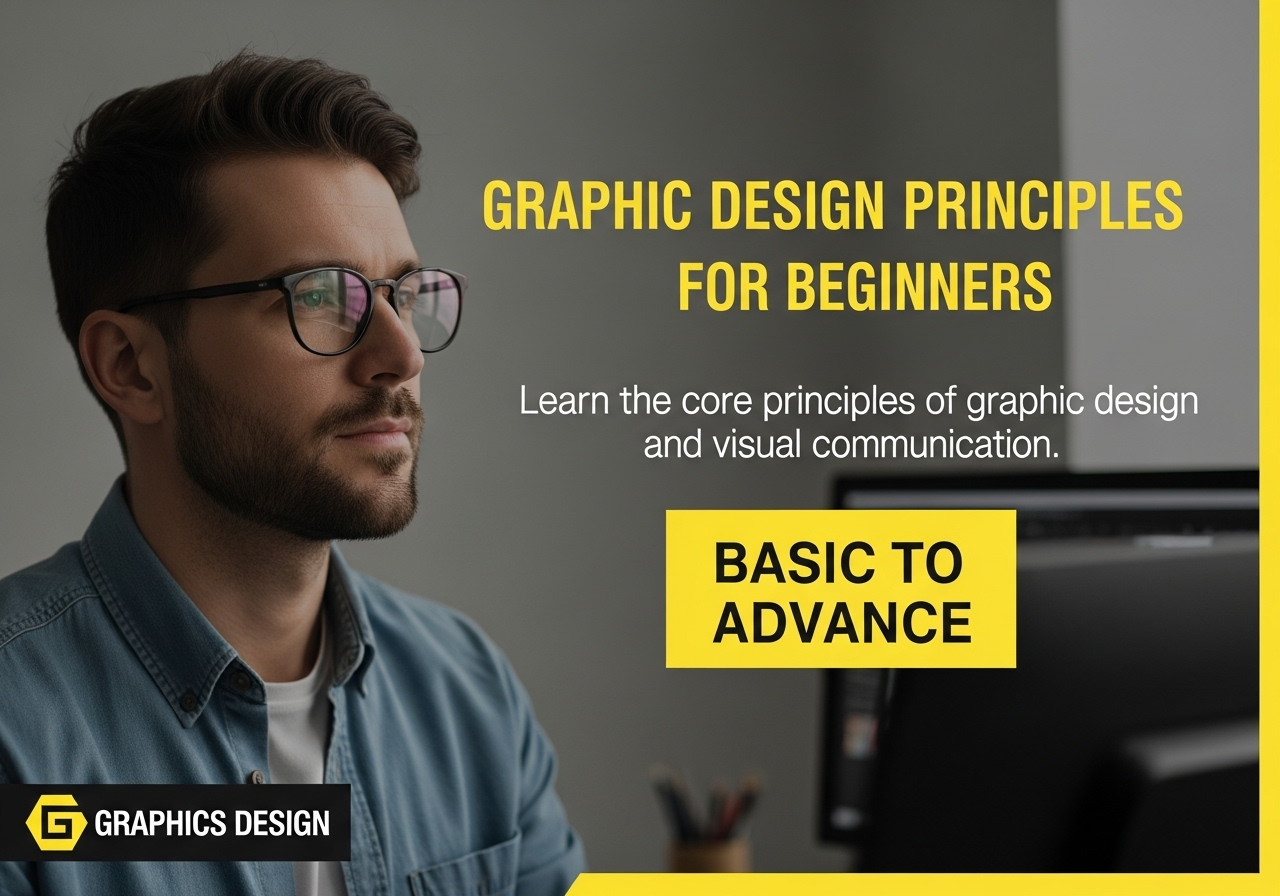 GRAPHIC DESIGN PRINCIPLES
FOR BEGINNERS
Learn the core principles of graphic design
and visual communication.
BASIC TO
ADVANCE
G GRAPHICS DESIGN